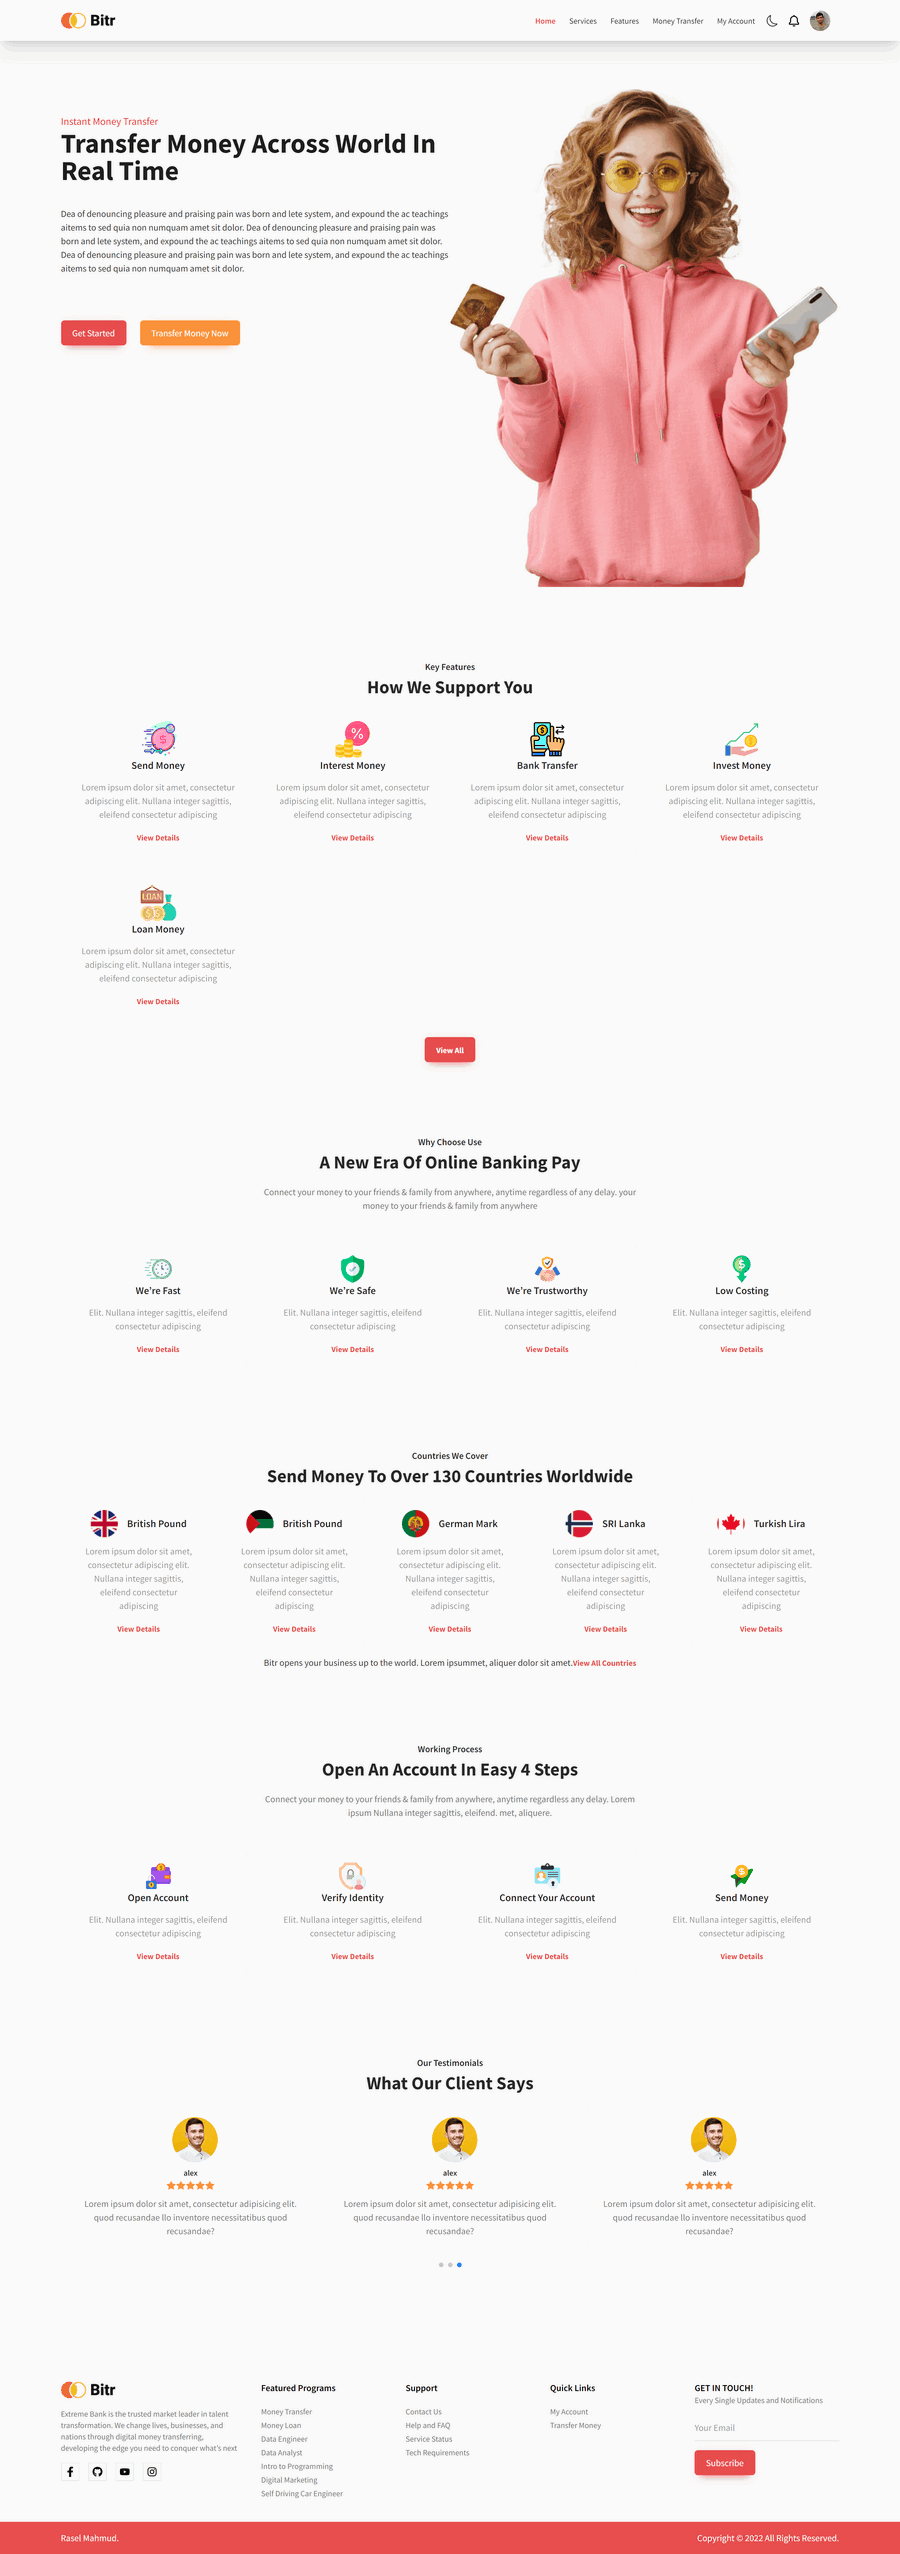 Bitr
Home Services Features Money Transfer My Account
Instant Money Transfer
Transfer Money Across World In
Real Time
Dea of denouncing pleasure and praising pain was born and lete system, and expound the ac teachings
aitems to sed quia non numquam amet sit dolor. Dea of denouncing pleasure and praising pain was
born and lete system, and expound the ac teachings aitems to sed quia non numquam amet sit dolor.
Dea of denouncing pleasure and praising pain was born and lete system, and expound the ac teachings
aitems to sed quia non numquam amet sit dolor.
Get Started Transfer Money Now
Key Features
How We Support You
Send Money
Lorem ipsum dolor sit amet, consectetur
adipiscing elit. Nullana integer sagittis,
eleifend consectetur adipiscing
View Details
Interest Money
Lorem ipsum dolor sit amet, consectetur
adipiscing elit. Nullana integer sagittis,
eleifend consectetur adipiscing
View Details
Bank Transfer
Lorem ipsum dolor sit amet, consectetur
adipiscing elit. Nullana integer sagittis,
eleifend consectetur adipiscing
View Details
Invest Money
Lorem ipsum dolor sit amet, consectetur
adipiscing elit. Nullana integer sagittis,
eleifend consectetur adipiscing
View Details
LOAN
Loan Money
Lorem ipsum dolor sit amet, consectetur
adipiscing elit. Nullana integer sagittis,
eleifend consectetur adipiscing
View Details
View All
Why Choose Use
A New Era Of Online Banking Pay
Connect your money to your friends & family from anywhere, anytime regardless of any delay. your
money to your friends & family from anywhere
We're Fast
Elit. Nullana integer sagittis, eleifend
consectetur adipiscing
View Details
We're Safe
Elit. Nullana integer sagittis, eleifend
consectetur adipiscing
View Details
We're Trustworthy
Elit. Nullana integer sagittis, eleifend
consectetur adipiscing
View Details
Low Costing
Elit. Nullana integer sagittis, eleifend
consectetur adipiscing
View Details
Countries We Cover
Send Money To Over 130 Countries Worldwide
British Pound
Lorem ipsum dolor sit amet,
consectetur adipiscing elit.
Nullana integer sagittis,
eleifend consectetur
adipiscing
View Details
British Pound
Lorem ipsum dolor sit amet,
consectetur adipiscing elit.
Nullana integer sagittis,
eleifend consectetur
adipiscing
View Details
German Mark
Lorem ipsum dolor sit amet,
consectetur adipiscing elit.
Nullana integer sagittis,
eleifend consectetur
adipiscing
View Details
SRI Lanka
Lorem ipsum dolor sit amet,
consectetur adipiscing elit.
Nullana integer sagittis,
eleifend consectetur
adipiscing
View Details
Turkish Lira
Lorem ipsum dolor sit amet,
consectetur adipiscing elit.
Nullana integer sagittis,
eleifend consectetur
adipiscing
View Details
Bitr opens your business up to the world. Lorem ipsummet, aliquer dolor sit amet.View All Countries
Working Process
Open An Account In Easy 4 Steps
Connect your money to your friends & family from anywhere, anytime regardless any delay. Lorem
ipsum Nullana integer sagittis, eleifend. met, aliquere.
Open Account
Elit. Nullana integer sagittis, eleifend
consectetur adipiscing
View Details
Verify Identity
Elit. Nullana integer sagittis, eleifend
consectetur adipiscing
View Details
Connect Your Account
Elit. Nullana integer sagittis, eleifend
consectetur adipiscing
View Details
Send Money
Elit. Nullana integer sagittis, eleifend
consectetur adipiscing
View Details
Our Testimonials
What Our Client Says
alex
Lorem ipsum dolor sit amet, consectetur adipisicing elit.
quod recusandae llo inventore necessitatibus quod
recusandae?
alex
Lorem ipsum dolor sit amet, consectetur adipisicing elit.
quod recusandae llo inventore necessitatibus quod
recusandae?
alex
Lorem ipsum dolor sit amet, consectetur adipisicing elit.
quod recusandae llo inventore necessitatibus quod
recusandae?
Bitr
Extreme Bank is the trusted market leader in talent
transformation. We change lives, businesses, and
nations through digital money transferring,
developing the edge you need to conquer what's next
Featured Programs
Money Transfer
Money Loan
Data Engineer
Data Analyst
Intro to Programming
Digital Marketing
Self Driving Car Engineer
Support
Contact Us
Help and FAQ
Service Status
Tech Requirements
Quick Links
My Account
Transfer Money
GET IN TOUCH!
Every Single Updates and Notifications
Your Email
Subscribe
Rasel Mahmud.
Copyright © 2022 All Rights Reserved.